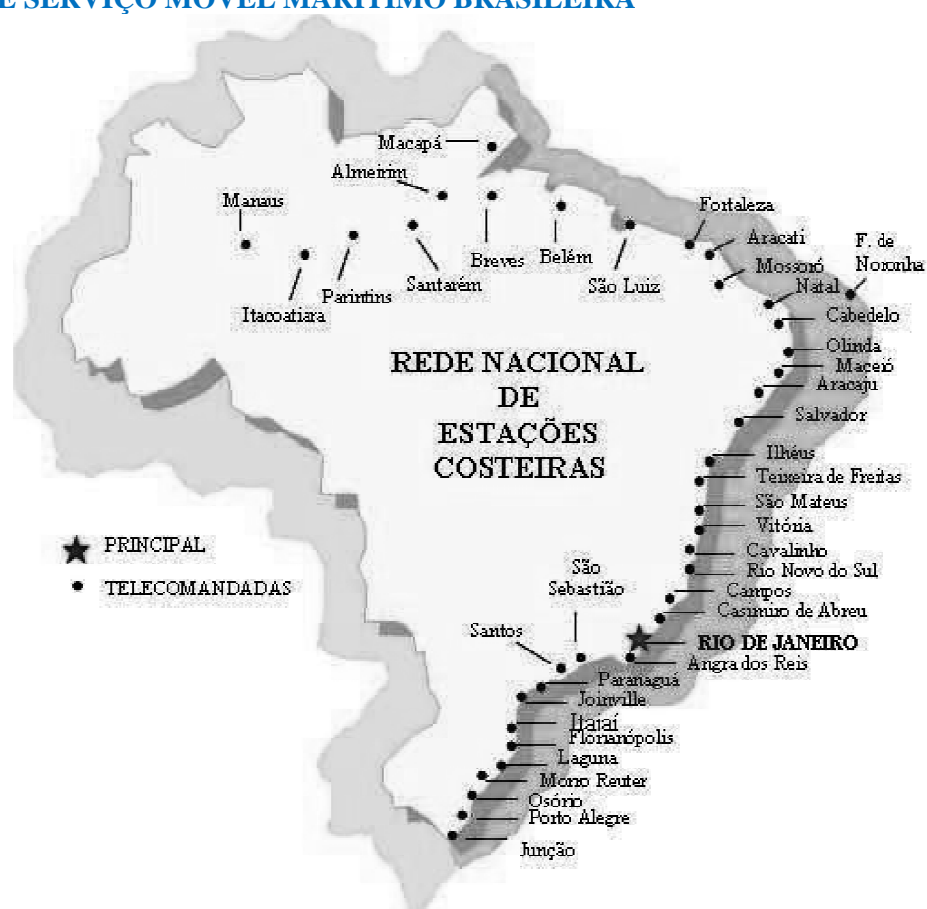 E SERVIÇO MÓVEL MARÍTIMO BRASILEIRA
Macapá
Almeirim
Manaus
Fortaleza
Aracati
F. de
Noronha
Breves
Belém
Mossoró
Santarém
São Luiz
Natal
Parintins
Itacoatiara
Cabedelo
REDE NACIONAL
DE
ESTAÇÕES
COSTEIRAS
Olinda
Maceió
Aracaju
Salvador
Ilhéus
Teixeira de Freitas
São Mateus
Vitória
PRINCIPAL
TELECOMANDADAS
Cavalinho
Rio Novo do Sul
São
Sebastião
Campos
Casimiro de Abreu
Santos
RIO DE JANEIRO
Angra dos Reis
Paranaguá
Joinville
Itajaí
Florianópolis
Laguna
Morro Reuter
Osório
Porto Alegre
Junção